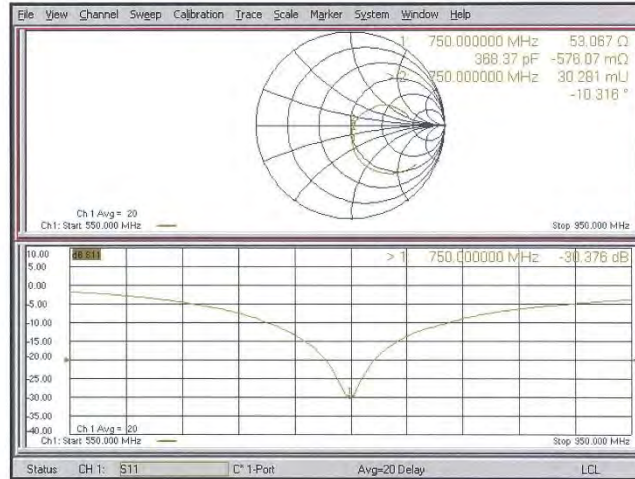 File View Channel Sweep Calibration Trace Scale Marker System Window Help
1: 750.000000 MHz 53.067 Ω
368.37 pF -576.07 mΩ
> 2: 750.000000 MHz 30.281 mU
-10.316 °
Ch 1 Avg = 20
Ch1: Start 550.000 MHz
Stop 950.000 MHz
10.00
dB S11
> 1: 750.000000 MHz -30.376 dB
5.00
0.00
-5.00
-10.00
-15.00
-20.00
-25.00
-30.00
1
-35.00
-40.00
Ch 1 Avg = 20
Ch1: Start 550.000 MHz
Stop 950.000 MHz
Status CH 1: S11 C* 1-Port Avg=20 Delay LCL